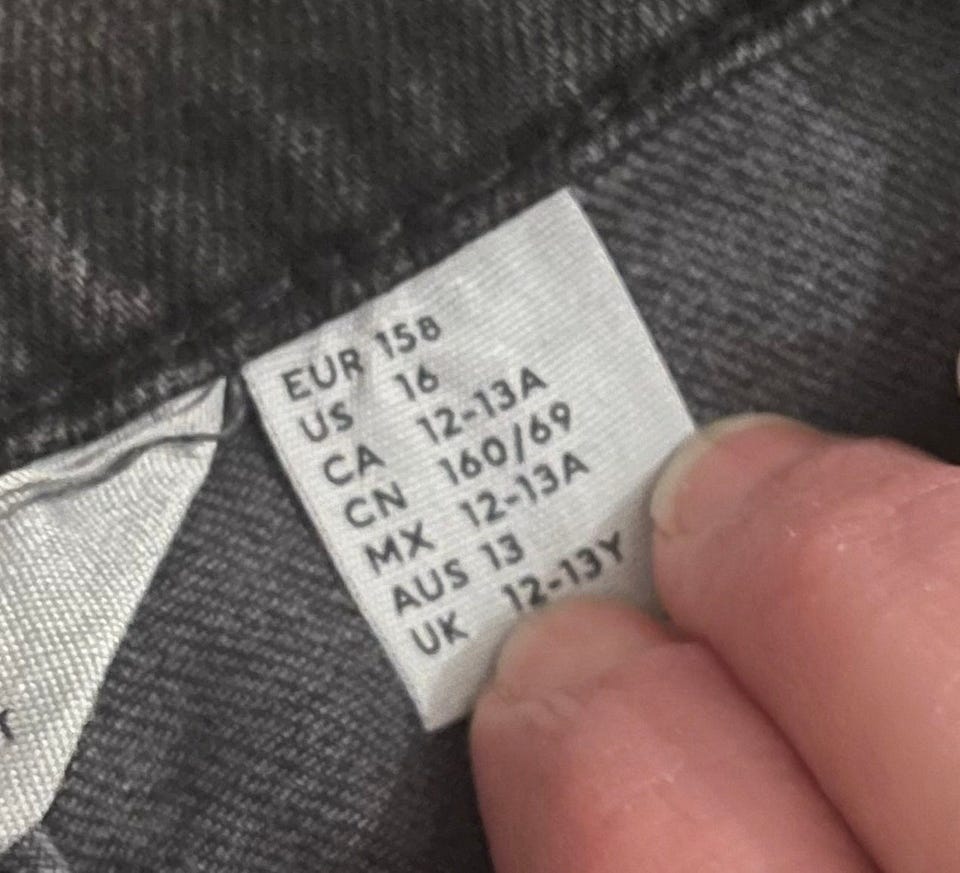 EUR 158
US 16
CA 12-13A
CN 160/69
MX 12-13A
AUS 13
UK 12-13Y